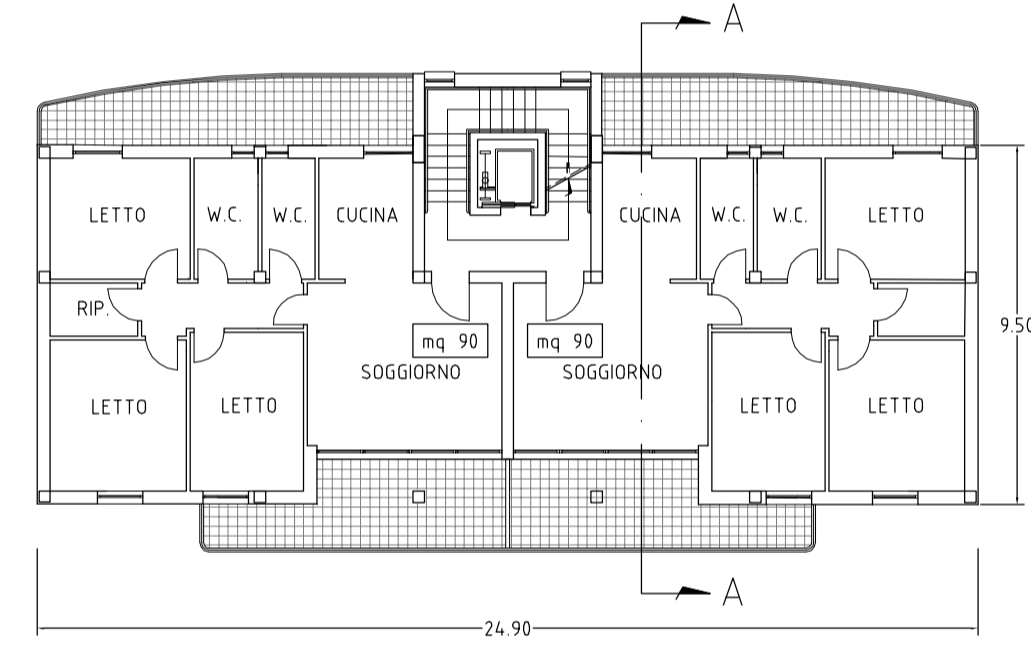 A
LETTO W.C. W.C. CUCINA CUCINA W.C. W.C. LETTO
RIP.
9.50
mq 90 mq 90
SOGGIORNO SOGGIORNO
LETTO LETTO LETTO LETTO
A
24.90